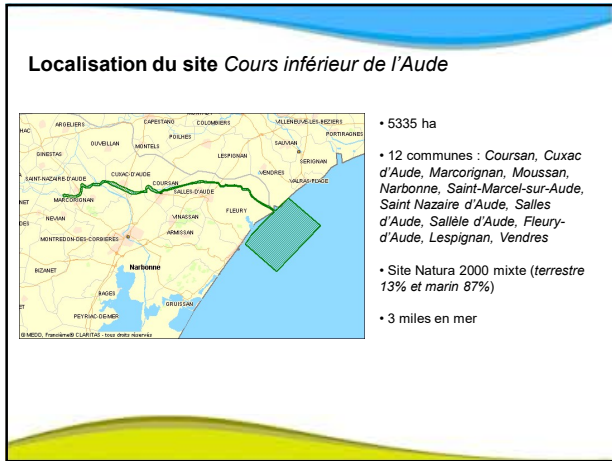 Localisation du site Cours inférieur de l'Aude
• 5335 ha
• 12 communes : Coursan, Cuxac
d'Aude, Marcorignan, Moussan,
Narbonne, Saint-Marcel-sur-Aude,
Saint Nazaire d'Aude, Salles
d'Aude, Sallèle d'Aude, Fleury-
d'Aude, Lespignan, Vendres
• Site Natura 2000 mixte (terrestre
13% et marin 87%)
• 3 miles en mer
ARGELIERS
CAPESTANG
COLOMBIERS
VILLENEUVE-LES-BEZIERS
PORTIRAGNES
OUVEILLAN
MONTELS
POILHES
SAUVIAN
SERIGNAN
GINESTAS
LESPIGNAN
VENDRES
VALRAS-PLAGE
SAINT-NAZAIRE-D'AUDE
CUXAC-D'AUDE
COURSAN
SALLES-D'AUDE
MARCORIGNAN
FLEURY
NEVIAN
VINASSAN
ARMISSAN
MONTREDON-DES-CORBIERES
BIZANET
Narbonne
BAGES
GRUISSAN
PEYRIAC-DE-MER
© MEDD, France® CLARITAS - tous droits réservés